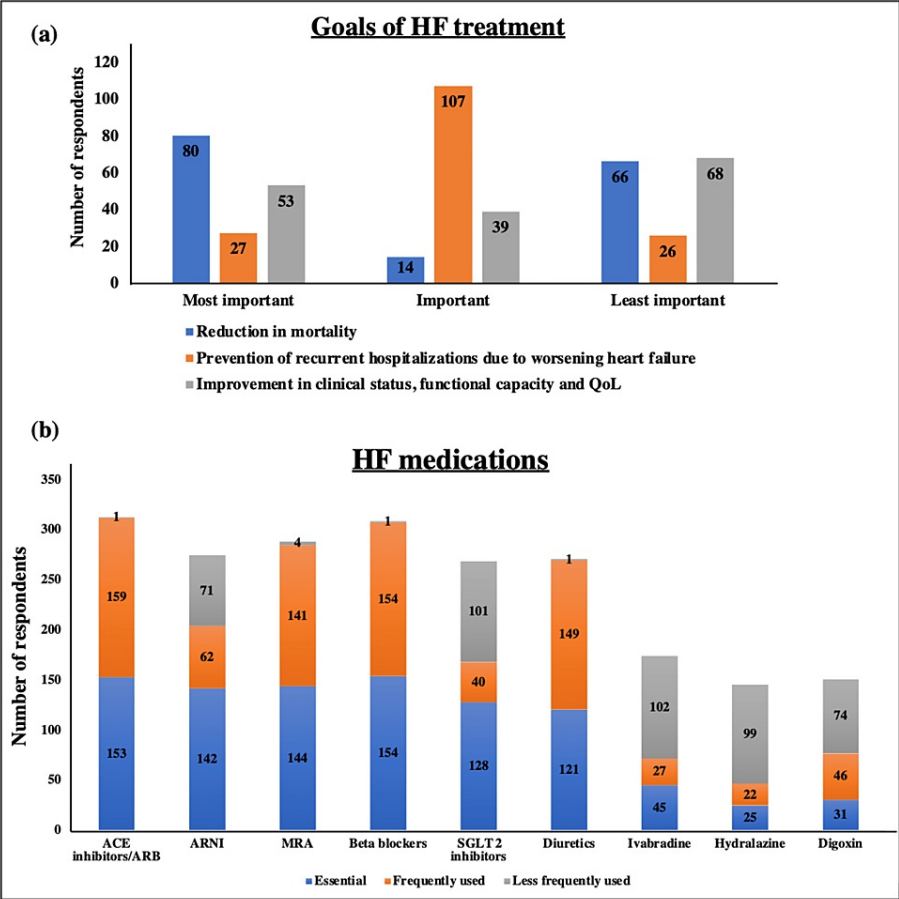 (a)
Goals of HF treatment
Number of respondents
120
100
80
60
40
20
0
80
27
53
14
107
39
66
26
68
Most important
Important
Least important
Reduction in mortality
Prevention of recurrent hospitalizations due to worsening heart failure
Improvement in clinical status, functional capacity and QoL
(b)
HF medications
Number of respondents
350
300
250
200
150
100
50
0
1
159
153
71
62
142
4
141
144
1
154
154
101
40
128
1
149
121
102
27
45
99
22
25
74
46
31
ACE
inhibitors/ARB
ARNI
MRA
Beta blockers
SGLT2
inhibitors
Diuretics
Ivabradine
Hydralazine
Digoxin
Essential
Frequently used
Less frequently used